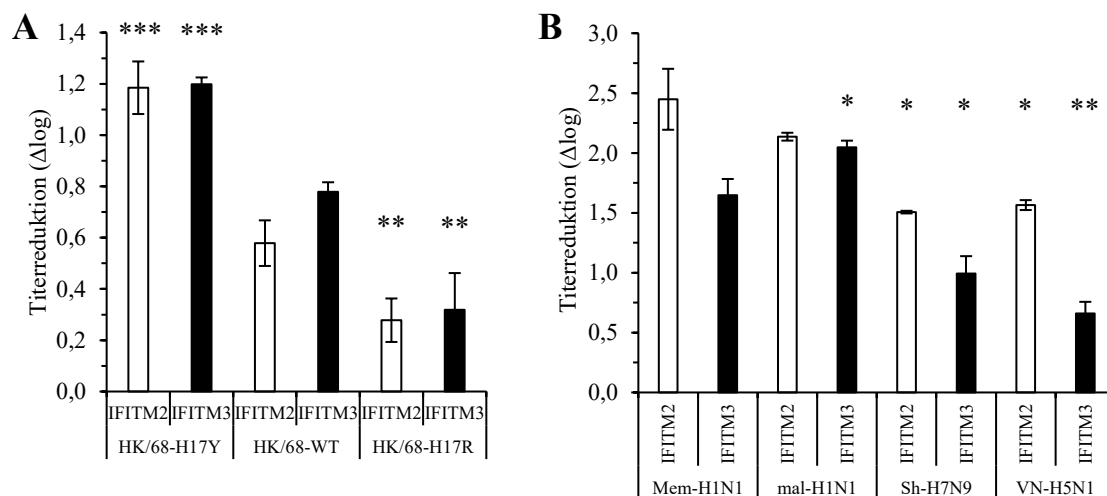 A
Titerreduktion (Δlog)
1,4
1,2
1,0
0,8
0,6
0,4
0,2
0,0
*** ***
** **
IFITM2 IFITM3 IFITM2 IFITM3 IFITM2 IFITM3
HK/68-H17Y HK/68-WT HK/68-H17R
B
Titerreduktion (Δlog)
3,0
2,5
2,0
1,5
1,0
0,5
0,0
* * * * **
IFITM2 IFITM3 IFITM2 IFITM3 IFITM2 IFITM3 IFITM2 IFITM3
Mem-H1N1 mal-H1N1 Sh-H7N9 VN-H5N1